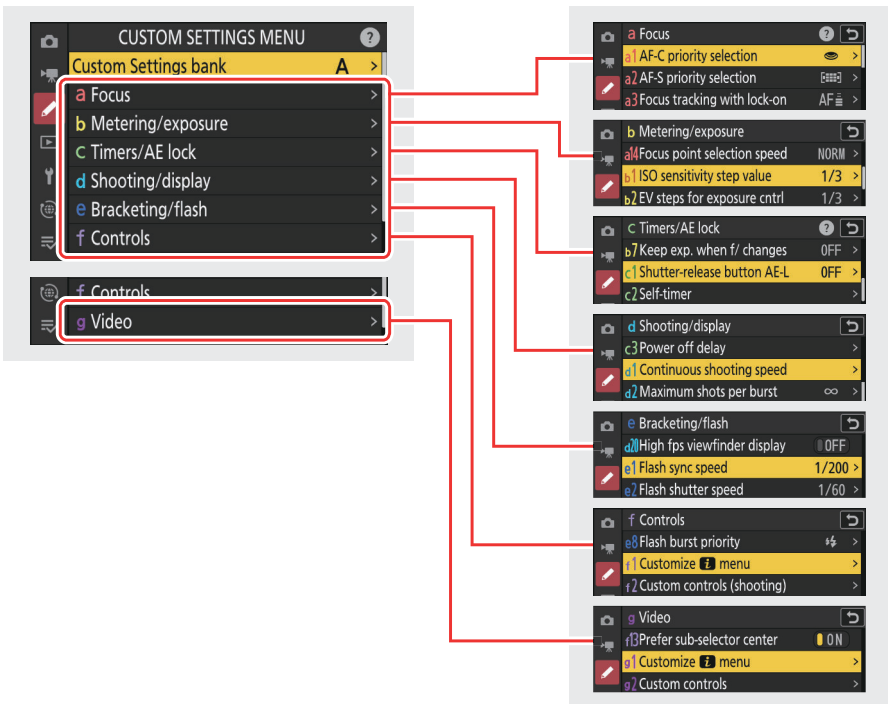 CUSTOM SETTINGS MENU ?
Custom Settings bank A >
a Focus >
b Metering/exposure >
c Timers/AE lock >
d Shooting/display >
e Bracketing/flash >
f Controls >
f Controls >
g Video >
a Focus ?
a1 AF-C priority selection >
a2 AF-S priority selection >
a3 Focus tracking with lock-on AF >
b Metering/exposure
a14 Focus point selection speed NORM >
b1 ISO sensitivity step value 1/3 >
b2 EV steps for exposure cntrl 1/3 >
c Timers/AE lock ?
b7 Keep exp. when f/ changes OFF >
c1 Shutter-release button AE-L OFF >
c2 Self-timer >
d Shooting/display
c3 Power off delay >
d1 Continuous shooting speed >
d2 Maximum shots per burst ∞ >
e Bracketing/flash
d20 High fps viewfinder display OFF
e1 Flash sync speed 1/200 >
e2 Flash shutter speed 1/60 >
f Controls
e8 Flash burst priority >
f1 Customize i menu >
f2 Custom controls (shooting)
g Video
f13 Prefer sub-selector center ON
g1 Customize i menu >
g2 Custom controls >